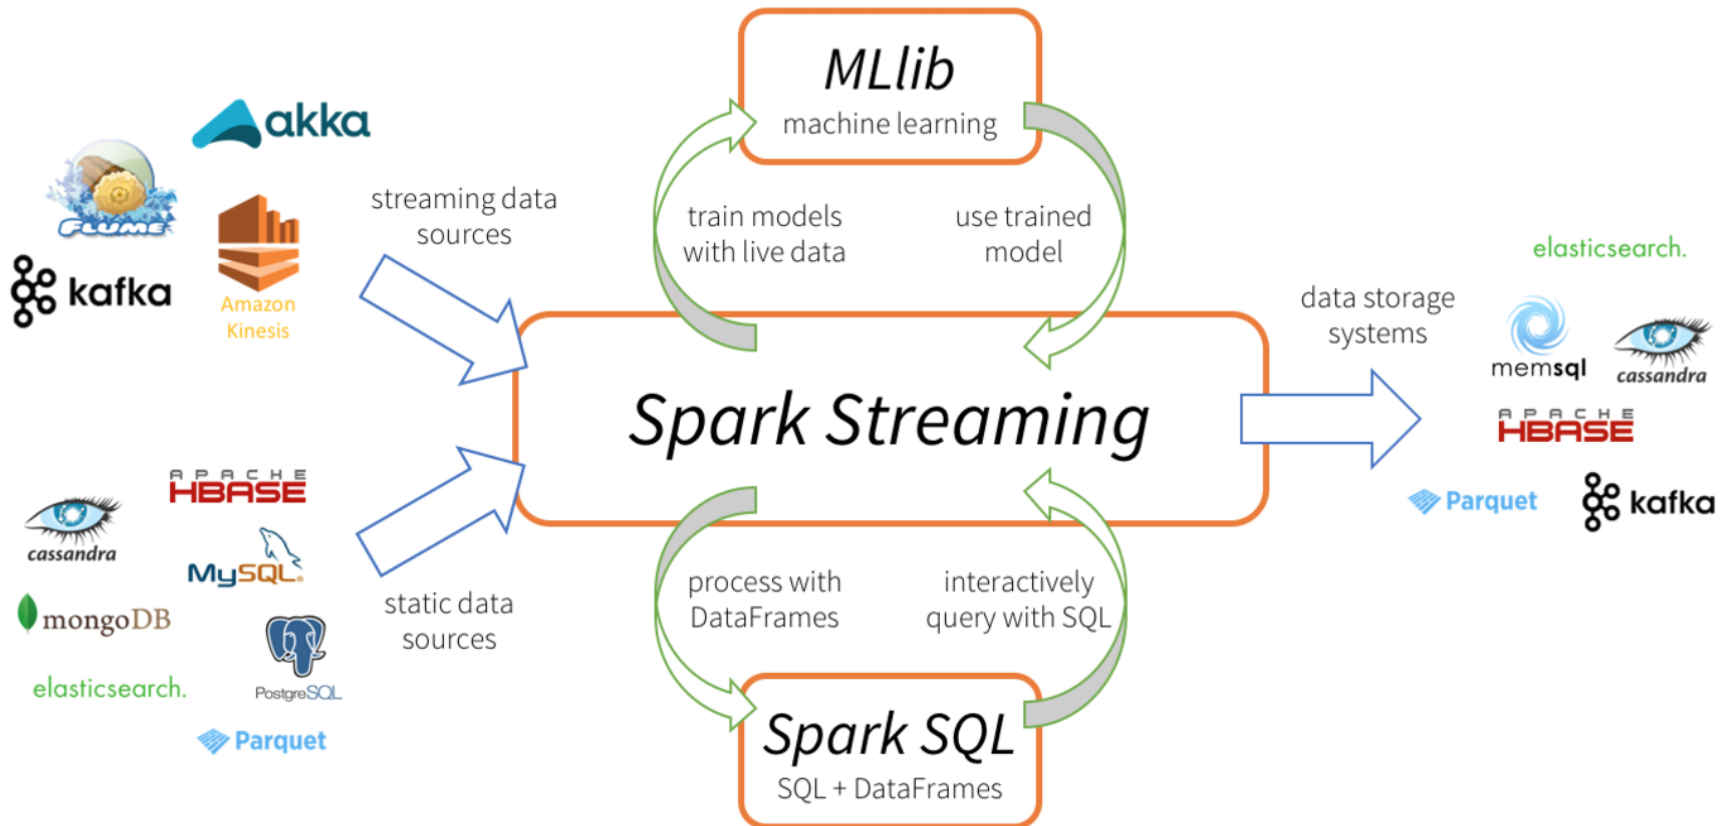 MLlib
machine learning
akka
FLUME
kafka
Amazon
Kinesis
streaming data
sources
train models
with live data
use trained
model
Spark Streaming
data storage
systems
elasticsearch.
memsql
cassandra
APACHE
HBASE
Parquet
kafka
APACHE
HBASE
cassandra
MySQL®
mongoDB
PostgreSQL
elasticsearch.
Parquet
static data
sources
process with
DataFrames
interactively
query with SQL
Spark SQL
SQL + DataFrames